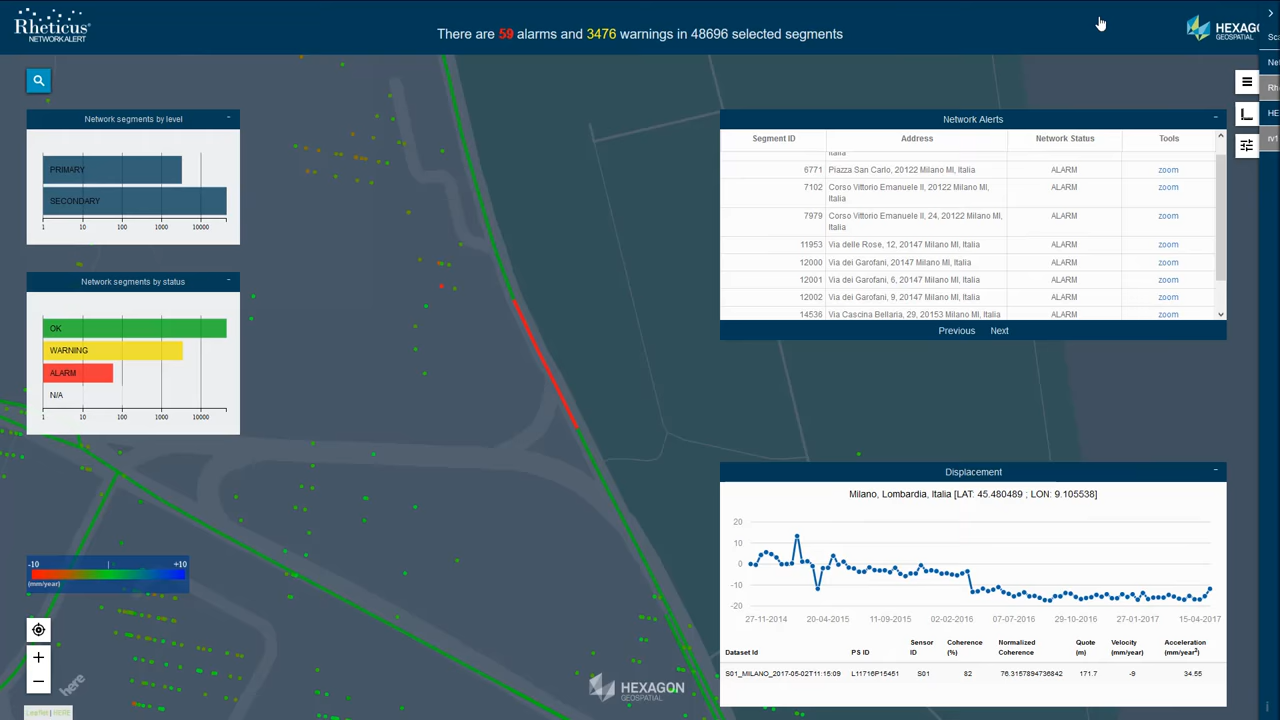 Rheticus
NETWORKALERT
There are 59 alarms and 3476 warnings in 48696 selected segments
HEXAGON
GEOSPATIAL
Network segments by level
PRIMARY
SECONDARY
1 10 100 1000 10000
Network segments by status
OK
WARNING
ALARM
N/A
1 10 100 1000 10000
Network Alerts
Segment ID Address Network Status Tools
Italia
6771 Piazza San Carlo, 20122 Milano MI, Italia ALARM zoom
7102 Corso Vittorio Emanuele II, 20122 Milano MI, ALARM zoom
Italia
7979 Corso Vittorio Emanuele II, 24, 20122 Milano MI, ALARM zoom
Italia
11953 Via delle Rose, 12, 20147 Milano MI, Italia ALARM zoom
12000 Via dei Garofani, 20147 Milano MI, Italia ALARM zoom
12001 Via dei Garofani, 6, 20147 Milano MI, Italia ALARM zoom
12002 Via dei Garofani, 9, 20147 Milano MI, Italia ALARM zoom
14536 Via Cascina Bellaria, 29, 20153 Milano MI, Italia ALARM zoom
Previous Next
Displacement
Milano, Lombardia, Italia [LAT: 45.480489 ; LON: 9.105538]
20
10
0
-10
-20
27-11-2014 20-04-2015 11-09-2015 02-02-2016 07-07-2016 29-10-2016 27-01-2017 15-04-2017
Dataset Id PS ID Sensor ID Coherence (%) Normalized Coherence Quote (m) Velocity (mm/year) Acceleration (mm/year²)
S01_MILANO_2017-05-02T11:15:09 L11716P15451 S01 82 76.3157894736842 171.7 -9 34.55
-10 | +10
(mm/year)
+
−
here
HEXAGON
GEOSPATIAL
Leaflet | HERE